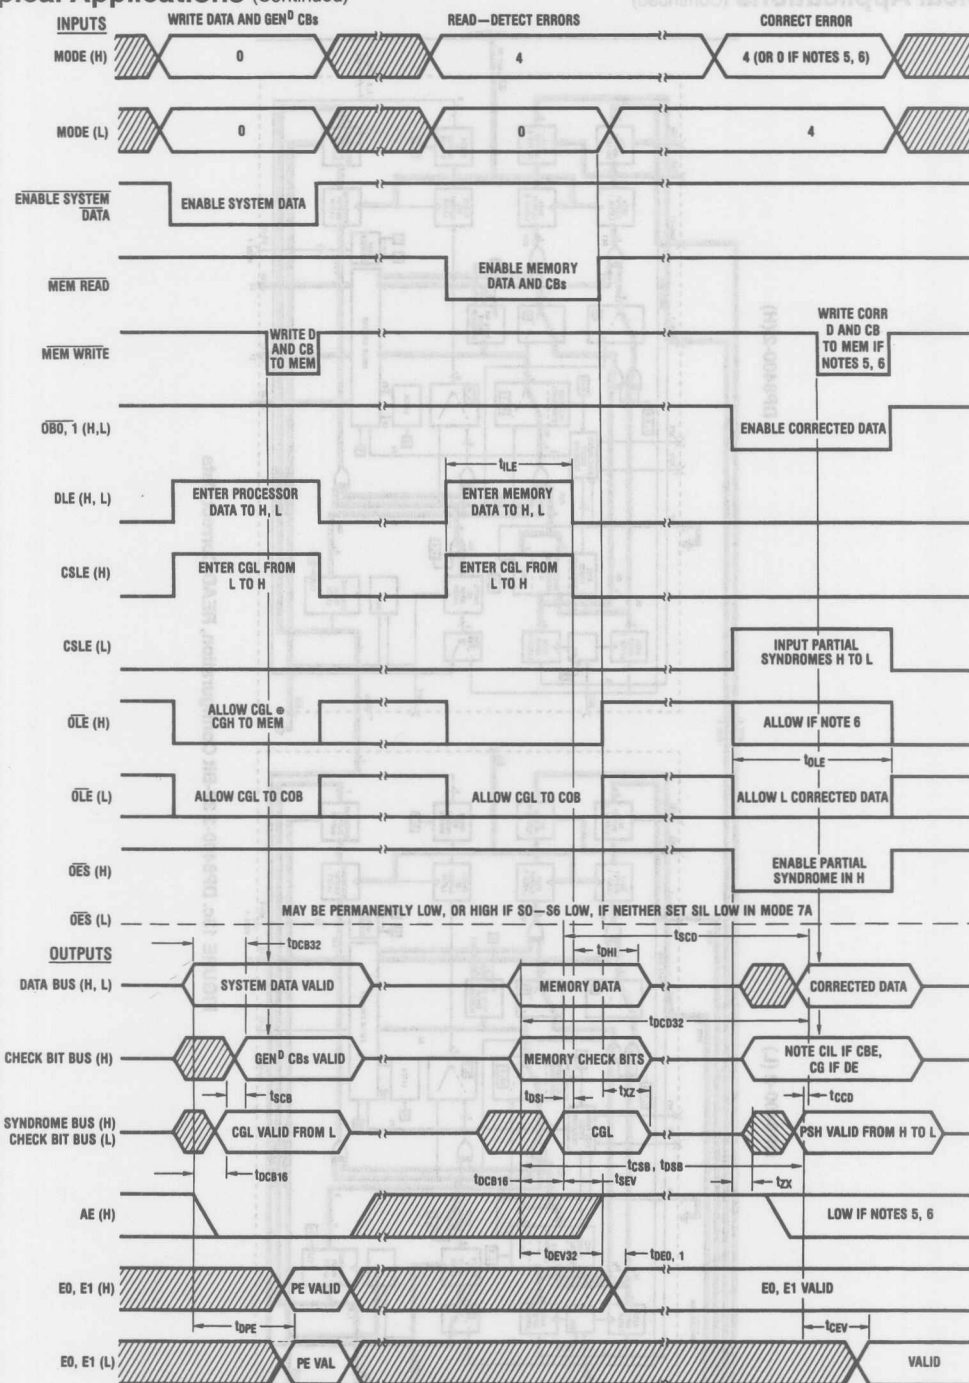 pical Applications (Continued)
WRITE DATA AND GENᴰ CBs
READ—DETECT ERRORS
CORRECT ERROR
INPUTS
MODE (H)
0
4
4 (OR 0 IF NOTES 5, 6)
MODE (L)
0
0
4
ENABLE SYSTEM
DATA
ENABLE SYSTEM DATA
MEM READ
ENABLE MEMORY
DATA AND CBs
MEM WRITE
WRITE D
AND CB
TO MEM
WRITE CORR
D AND CB
TO MEM IF
NOTES 5, 6
OB0, 1 (H,L)
ENABLE CORRECTED DATA
tILE
DLE (H, L)
ENTER PROCESSOR
DATA TO H, L
ENTER MEMORY
DATA TO H, L
CSLE (H)
ENTER CGL FROM
L TO H
ENTER CGL FROM
L TO H
CSLE (L)
INPUT PARTIAL
SYNDROMES H TO L
OLE (H)
ALLOW CGL ⊕
CGH TO MEM
ALLOW IF NOTE 6
tOLE
OLE (L)
ALLOW CGL TO COB
ALLOW CGL TO COB
ALLOW L CORRECTED DATA
OES (H)
ENABLE PARTIAL
SYNDROME IN H
OES (L)
MAY BE PERMANENTLY LOW, OR HIGH IF S0—S6 LOW, IF NEITHER SET SIL LOW IN MODE 7A
OUTPUTS
tDCB32
tSCD
tDHI
DATA BUS (H, L)
SYSTEM DATA VALID
MEMORY DATA
CORRECTED DATA
tDCD32
CHECK BIT BUS (H)
GENᴰ CBs VALID
MEMORY CHECK BITS
NOTE CIL IF CBE,
CG IF DE
tSCB
tDSI
tXZ
tCCD
SYNDROME BUS (H)
CHECK BIT BUS (L)
CGL VALID FROM L
CGL
PSH VALID FROM H TO L
tCSB, tDSB
tDCB16
tDCB16
tSEV
tZX
AE (H)
LOW IF NOTES 5, 6
tDEV32
tDE0, 1
E0, E1 (H)
PE VALID
E0, E1 VALID
tDPE
tCEV
E0, E1 (L)
PE VAL
VALID